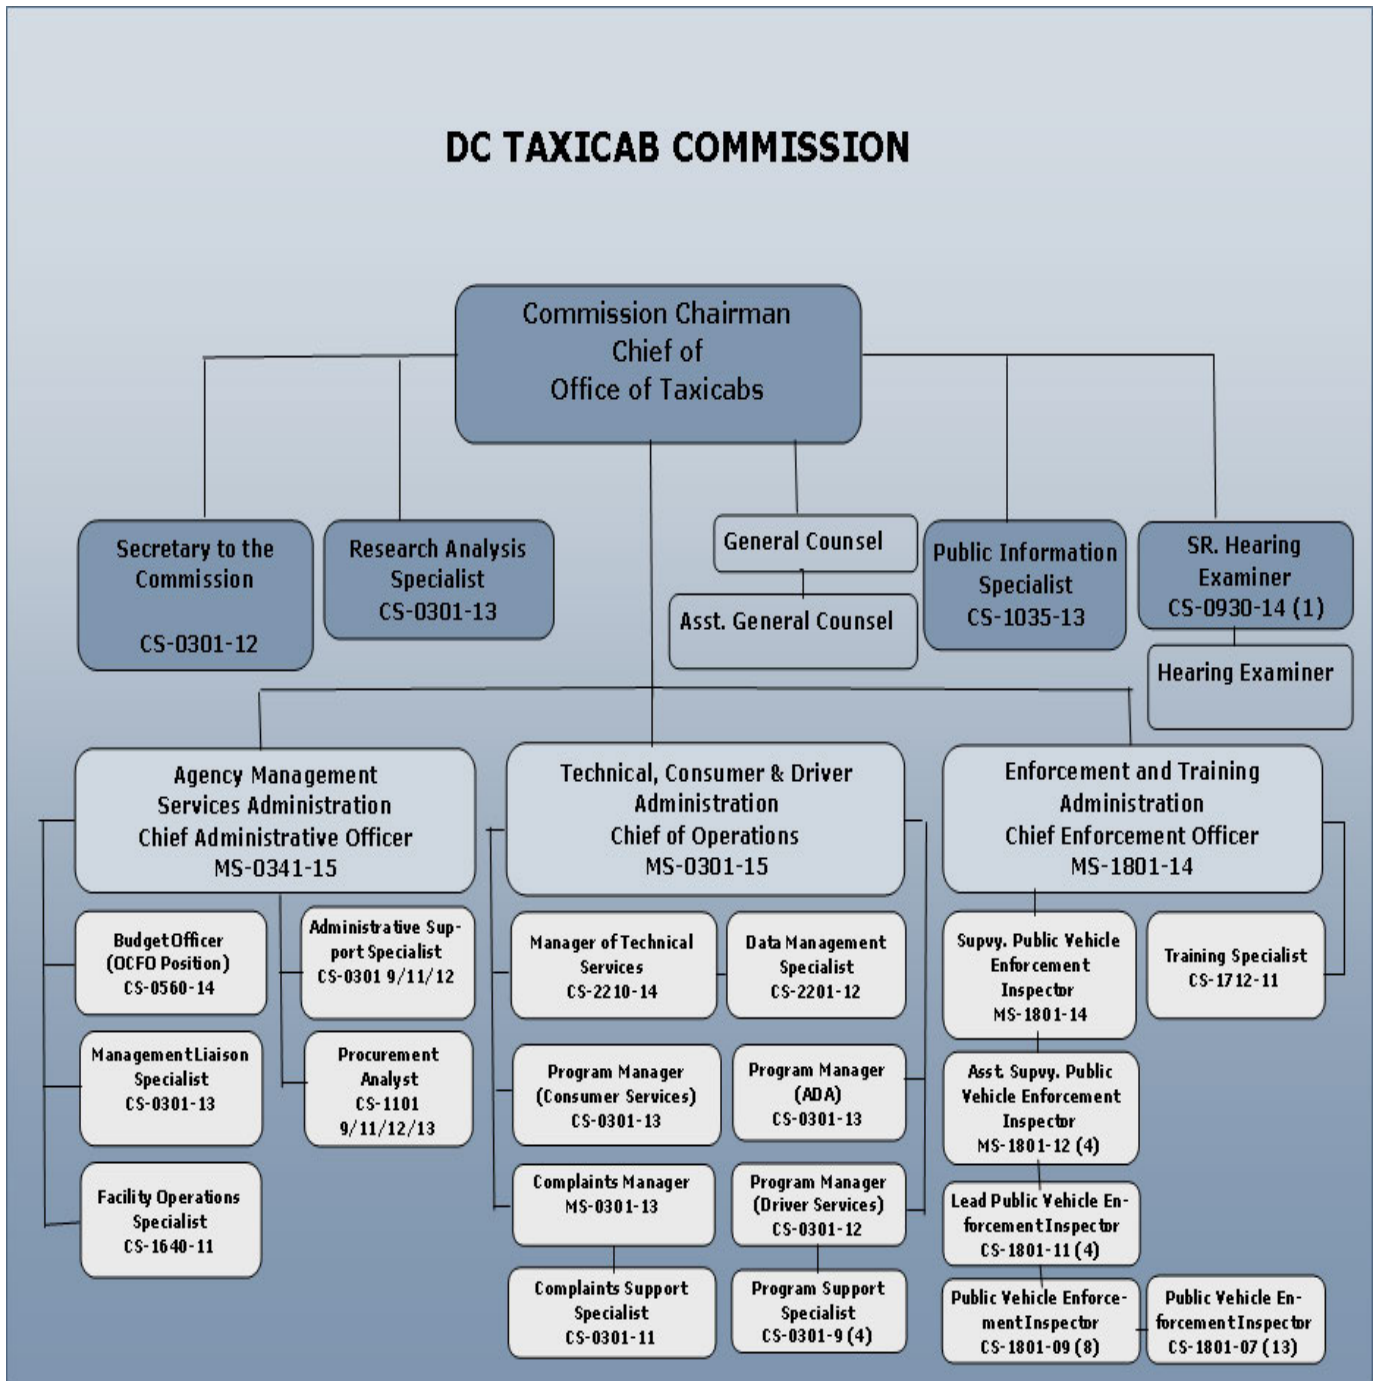 DC TAXICAB COMMISSION
Commission Chairman
Chief of
Office of Taxicabs
Secretary to the
Commission
CS-0301-12
Research Analysis
Specialist
CS-0301-13
General Counsel
Asst. General Counsel
Public Information
Specialist
CS-1035-13
SR. Hearing
Examiner
CS-0930-14 (1)
Hearing Examiner
Agency Management
Services Administration
Chief Administrative Officer
MS-0341-15
Technical, Consumer & Driver
Administration
Chief of Operations
MS-0301-15
Enforcement and Training
Administration
Chief Enforcement Officer
MS-1801-14
Budget Officer
(OCFO Position)
CS-0560-14
Administrative Sup-
port Specialist
CS-0301 9/11/12
Management Liaison
Specialist
CS-0301-13
Procurement
Analyst
CS-1101
9/11/12/13
Facility Operations
Specialist
CS-1640-11
Manager of Technical
Services
CS-2210-14
Data Management
Specialist
CS-2201-12
Program Manager
(Consumer Services)
CS-0301-13
Program Manager
(ADA)
CS-0301-13
Complaints Manager
MS-0301-13
Program Manager
(Driver Services)
CS-0301-12
Complaints Support
Specialist
CS-0301-11
Program Support
Specialist
CS-0301-9 (4)
Supvy. Public Vehicle
Enforcement
Inspector
MS-1801-14
Training Specialist
CS-1712-11
Asst. Supvy. Public
Vehicle Enforcement
Inspector
MS-1801-12 (4)
Lead Public Vehicle En-
forcement Inspector
CS-1801-11 (4)
Public Vehicle Enforce-
ment Inspector
CS-1801-09 (8)
Public Vehicle En-
forcement Inspector
CS-1801-07 (13)